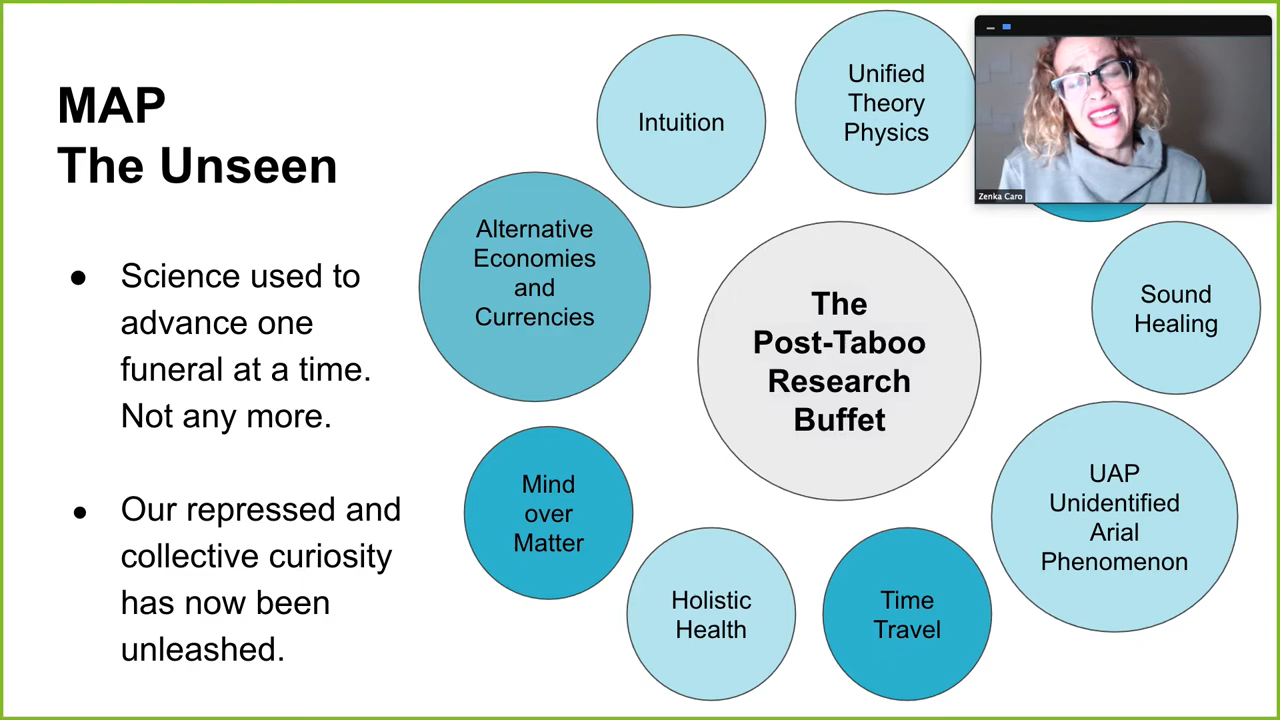 MAP
The Unseen
● Science used to
advance one
funeral at a time.
Not any more.
● Our repressed and
collective curiosity
has now been
unleashed.
Intuition
Unified
Theory
Physics
Zenka Caro
Alternative
Economies
and
Currencies
The
Post-Taboo
Research
Buffet
Sound
Healing
Mind
over
Matter
UAP
Unidentified
Arial
Phenomenon
Holistic
Health
Time
Travel